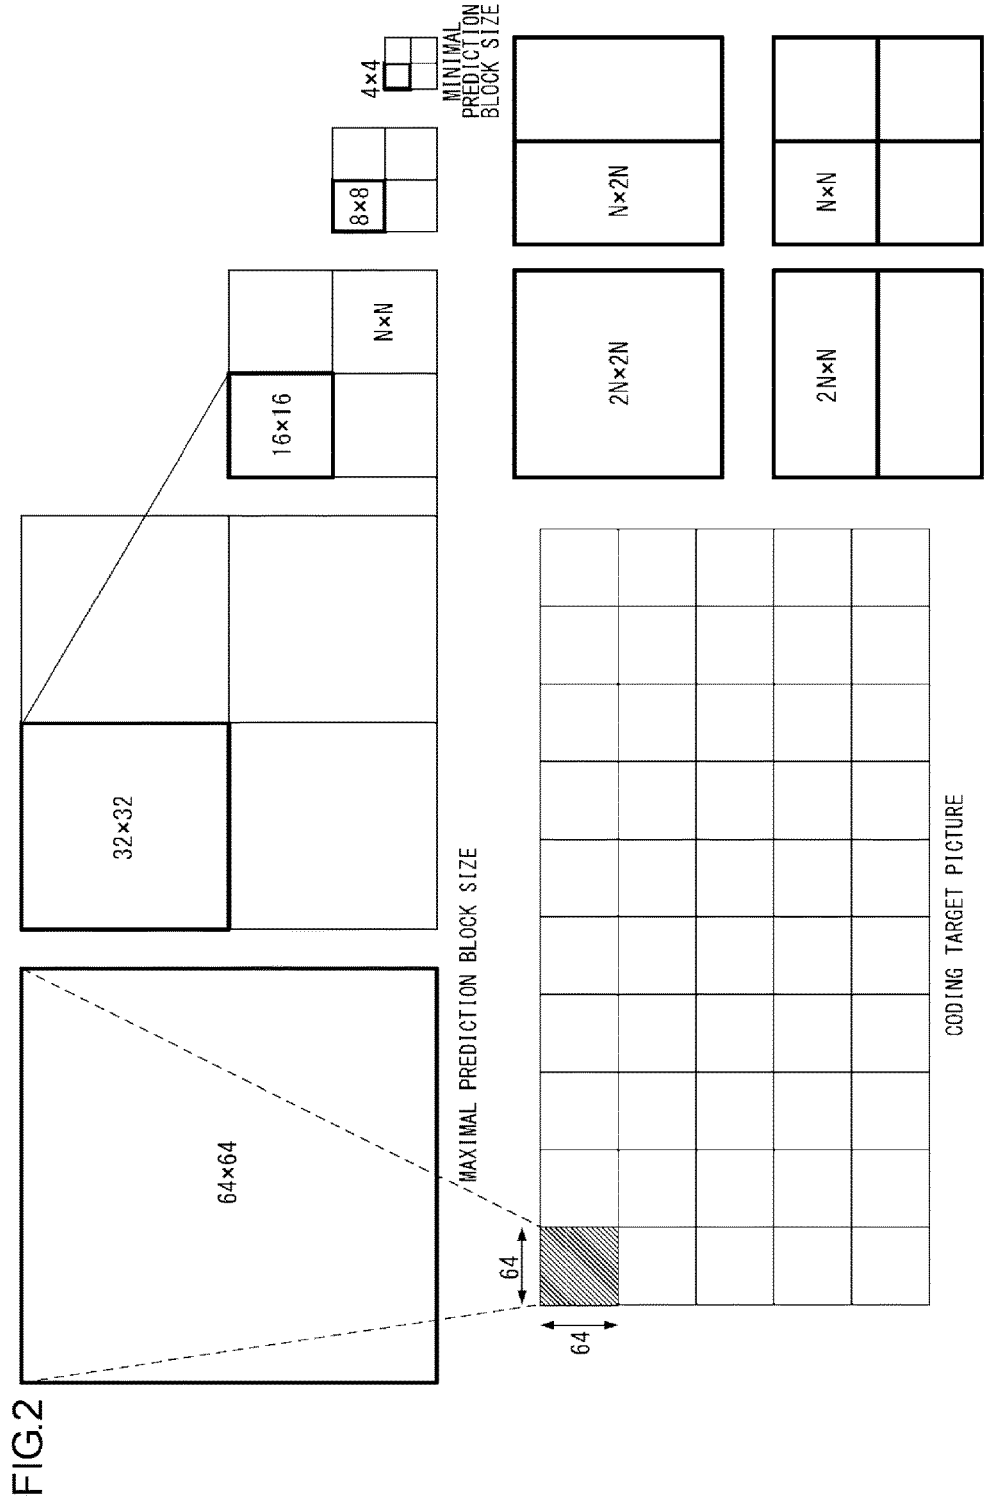 FIG.2
64×64
32×32
16×16
N×N
8×8
4×4
MAXIMAL PREDICTION BLOCK SIZE
MINIMAL
PREDICTION
BLOCK SIZE
64
64
CODING TARGET PICTURE
2N×2N
N×2N
2N×N
N×N